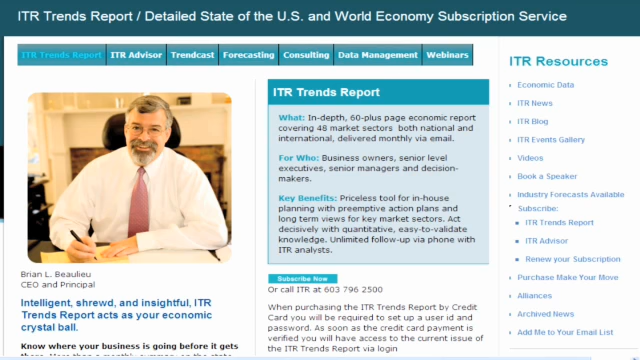 ITR Trends Report / Detailed State of the U.S. and World Economy Subscription Service
ITR Trends Report
ITR Advisor
Trendcast
Forecasting
Consulting
Data Management
Webinars
Brian L. Beaulieu
CEO and Principal
Intelligent, shrewd, and insightful, ITR
Trends Report acts as your economic
crystal ball.
Know where your business is going before it gets
ITR Trends Report
What: In-depth, 60-plus page economic report
covering 48 market sectors both national and
international, delivered monthly via email.
For Who: Business owners, senior level
executives, senior managers and decision-
makers.
Key Benefits: Priceless tool for in-house
planning with preemptive action plans and
long term views for key market sectors. Act
decisively with quantitative, easy-to-validate
knowledge. Unlimited follow-up via phone with
ITR analysts.
Subscribe Now
Or call ITR at 603 796 2500
When purchasing the ITR Trends Report by Credit
Card you will be required to set up a user id and
password. As soon as the credit card payment is
verified you will have access to the current issue of
the ITR Trends Report via login
ITR Resources
Economic Data
ITR News
ITR Blog
ITR Events Gallery
Videos
Book a Speaker
Industry Forecasts Available
Subscribe:
ITR Trends Report
ITR Advisor
Renew your Subscription
Purchase Make Your Move
Alliances
Archived News
Add Me to Your Email List